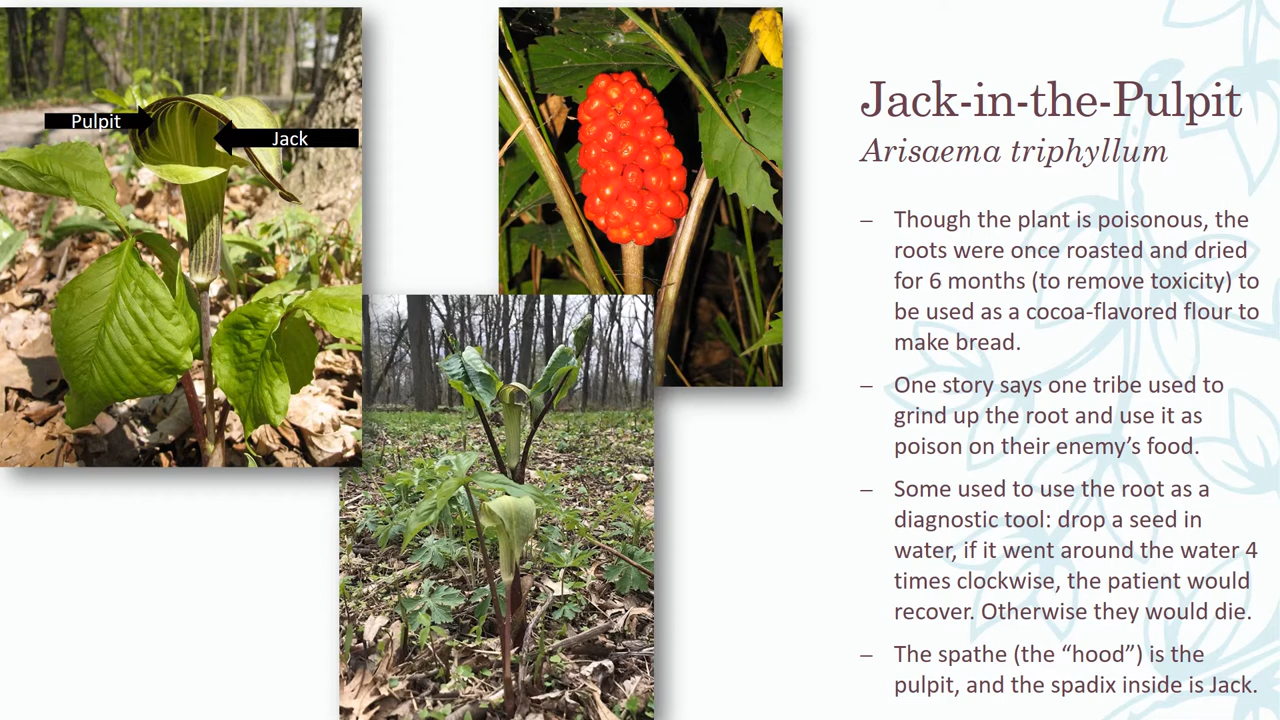 Pulpit
Jack
Jack-in-the-Pulpit
Arisaema triphyllum
– Though the plant is poisonous, the
roots were once roasted and dried
for 6 months (to remove toxicity) to
be used as a cocoa-flavored flour to
make bread.
– One story says one tribe used to
grind up the root and use it as
poison on their enemy’s food.
– Some used to use the root as a
diagnostic tool: drop a seed in
water, if it went around the water 4
times clockwise, the patient would
recover. Otherwise they would die.
– The spathe (the “hood”) is the
pulpit, and the spadix inside is Jack.